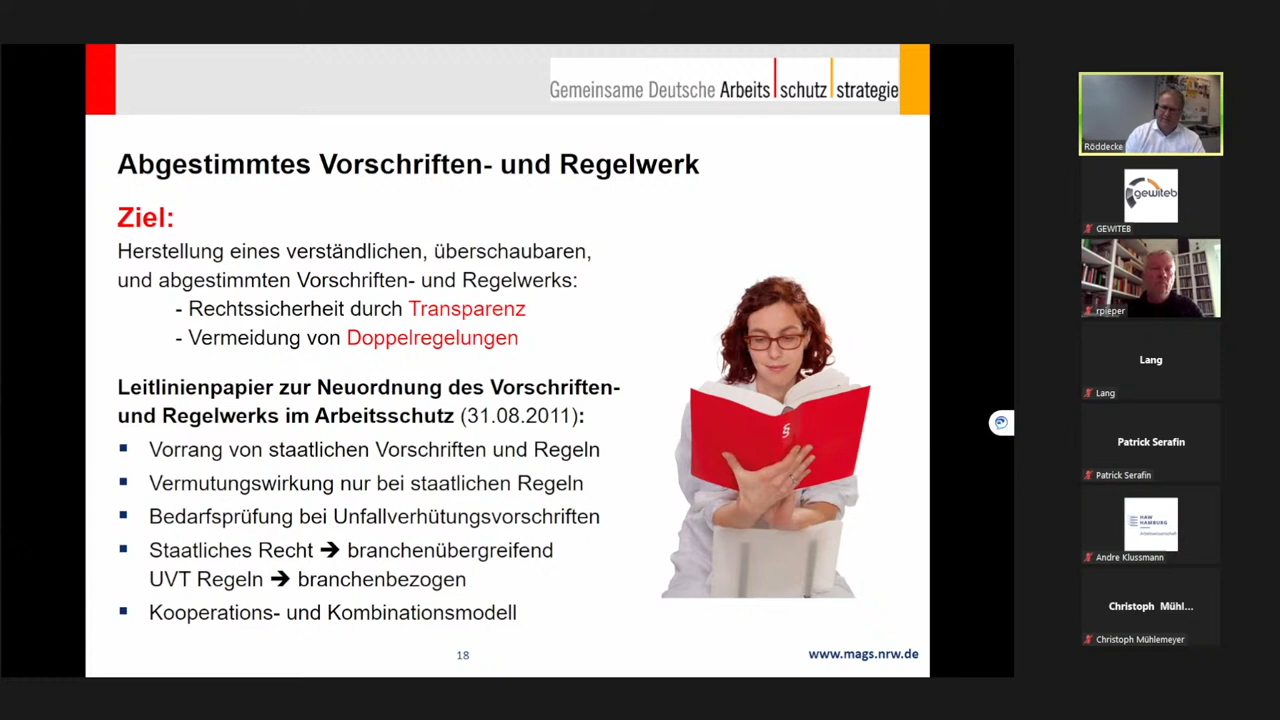 Gemeinsame Deutsche Arbeits schutz strategie
Abgestimmtes Vorschriften- und Regelwerk
Ziel:
Herstellung eines verständlichen, überschaubaren,
und abgestimmten Vorschriften- und Regelwerks:
- Rechtssicherheit durch Transparenz
- Vermeidung von Doppelregelungen
Leitlinienpapier zur Neuordnung des Vorschriften-
und Regelwerks im Arbeitsschutz (31.08.2011):
▪ Vorrang von staatlichen Vorschriften und Regeln
▪ Vermutungswirkung nur bei staatlichen Regeln
▪ Bedarfsprüfung bei Unfallverhütungsvorschriften
▪ Staatliches Recht ➔ branchenübergreifend
UVT Regeln ➔ branchenbezogen
▪ Kooperations- und Kombinationsmodell
18
www.mags.nrw.de
§
Röddecke
gewiteb
GEWITEB
rpieper
Lang
Lang
Patrick Serafin
Patrick Serafin
HAW
HAMBURG
Andre Klussmann
Christoph Mühl...
Christoph Mühlemeyer